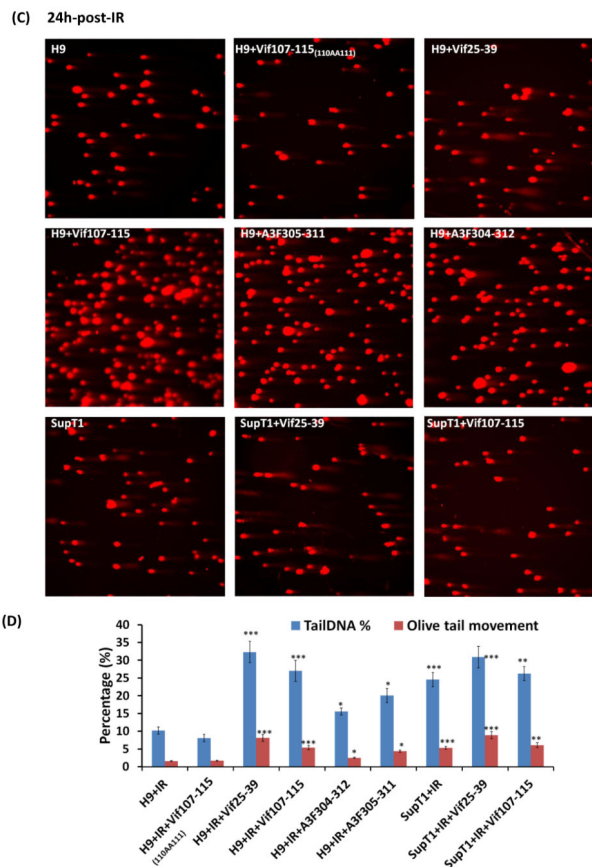 (C) 24h-post-IR
H9 H9+Vif107-115(110AA111) H9+Vif25-39
H9+Vif107-115 H9+A3F305-311 H9+A3F304-312
SupT1 SupT1+Vif25-39 SupT1+Vif107-115
(D)
TailDNA % Olive tail movement
Percentage (%)
40
35
30
25
20
15
10
5
0
*** *** * * *** *** **
*** *** * * *** *** **
H9+IR
H9+IR+Vif107-115
(110AA111)
H9+IR+Vif25-39
H9+IR+Vif107-115
H9+IR+A3F304-312
H9+IR+A3F305-311
SupT1+IR
SupT1+IR+Vif25-39
SupT1+IR+Vif107-115